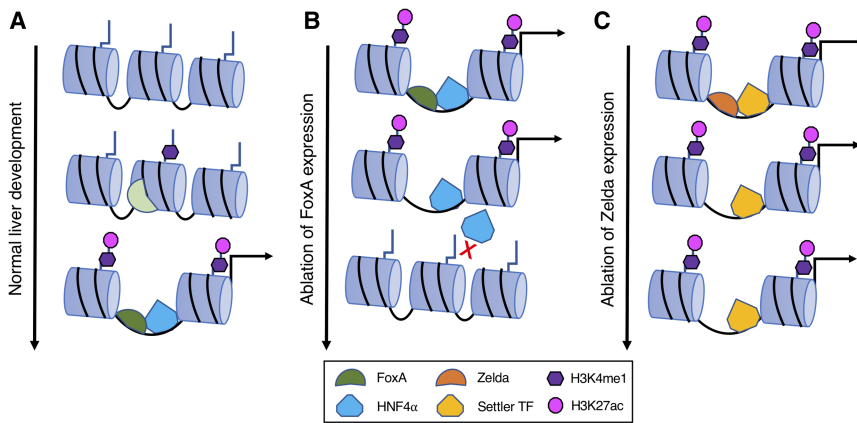 A
Normal liver development
B
Ablation of FoxA expression
C
Ablation of Zelda expression
FoxA
Zelda
H3K4me1
HNF4α
Settler TF
H3K27ac